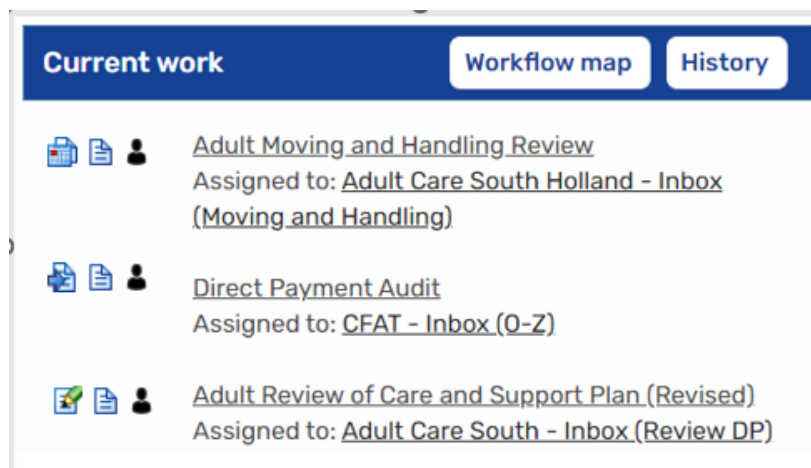 Current work Workflow map History
Adult Moving and Handling Review
Assigned to: Adult Care South Holland - Inbox
(Moving and Handling)
Direct Payment Audit
Assigned to: CFAT - Inbox (O-Z)
Adult Review of Care and Support Plan (Revised)
Assigned to: Adult Care South - Inbox (Review DP)